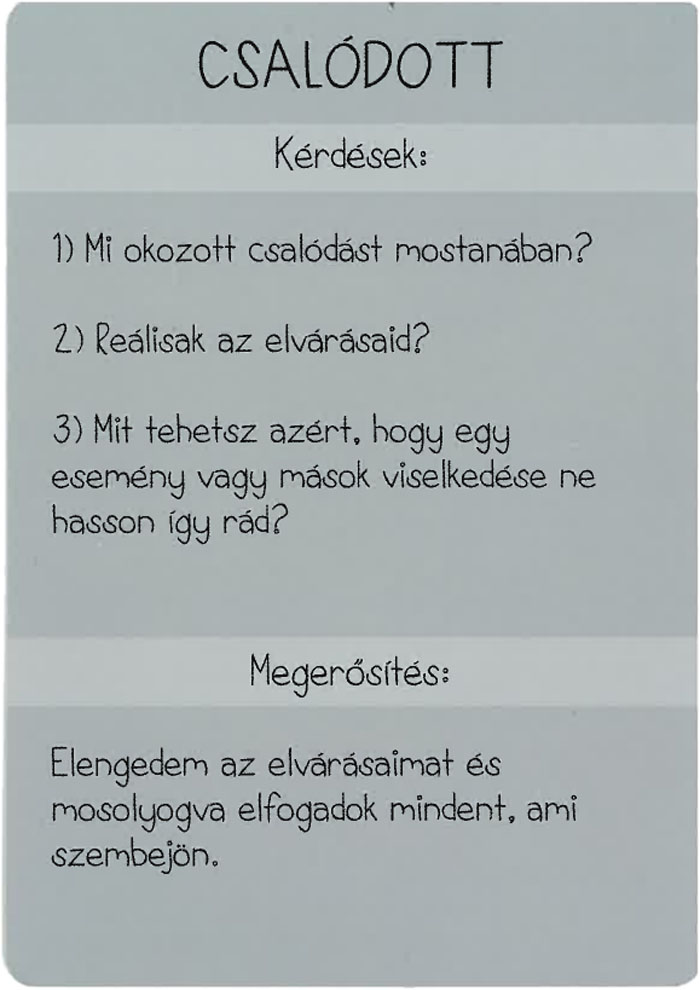 CSALÓDOTT
Kérdések:
1) Mi okozott csalódást mostanában?
2) Reálisak az elvárásaid?
3) Mit tehetsz azért, hogy egy
esemény vagy mások viselkedése ne
hasson így rád?
Megerősítés:
Elengedem az elvárásaimat és
mosolyogva elfogadok mindent, ami
szembejön.